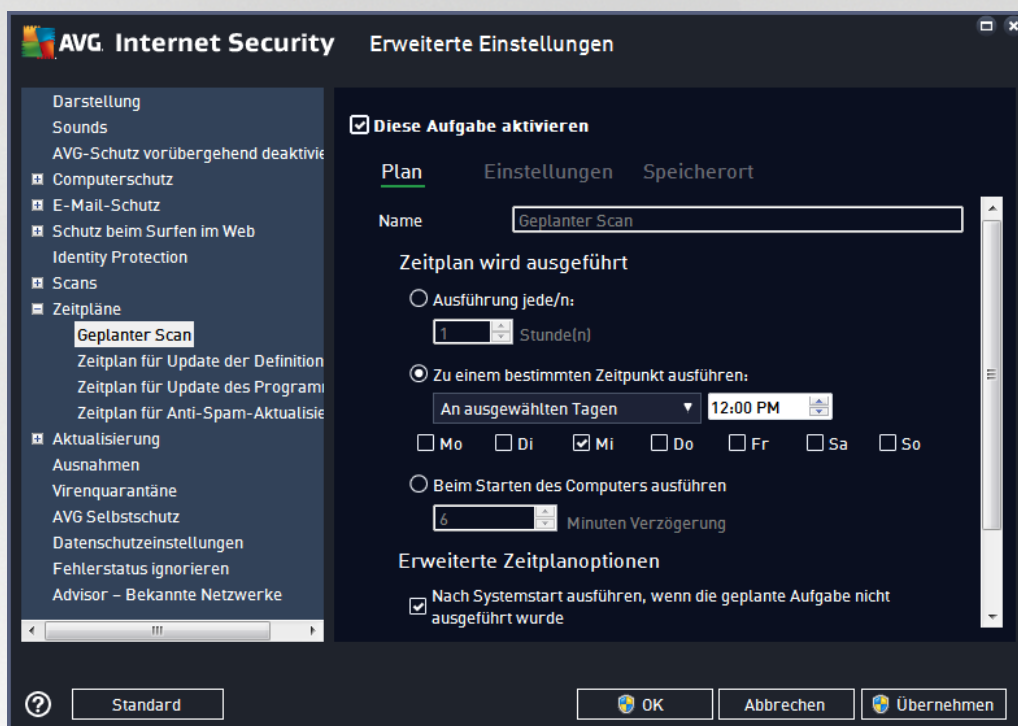 AVG. Internet Security Erweiterte Einstellungen
Darstellung
Sounds
AVG-Schutz vorübergehend deaktivie
Computerschutz
E-Mail-Schutz
Schutz beim Surfen im Web
Identity Protection
Scans
Zeitpläne
Geplanter Scan
Zeitplan für Update der Definition
Zeitplan für Update des Program
Zeitplan für Anti-Spam-Aktualisie
Aktualisierung
Ausnahmen
Virenquarantäne
AVG Selbstschutz
Datenschutzeinstellungen
Fehlerstatus ignorieren
Advisor – Bekannte Netzwerke
Diese Aufgabe aktivieren
Plan Einstellungen Speicherort
Name Geplanter Scan
Zeitplan wird ausgeführt
Ausführung jede/n:
1 Stunde(n)
Zu einem bestimmten Zeitpunkt ausführen:
An ausgewählten Tagen 12:00 PM
Mo Di Mi Do Fr Sa So
Beim Starten des Computers ausführen
6 Minuten Verzögerung
Erweiterte Zeitplanoptionen
Nach Systemstart ausführen, wenn die geplante Aufgabe nicht
ausgeführt wurde
? Standard OK Abbrechen Übernehmen